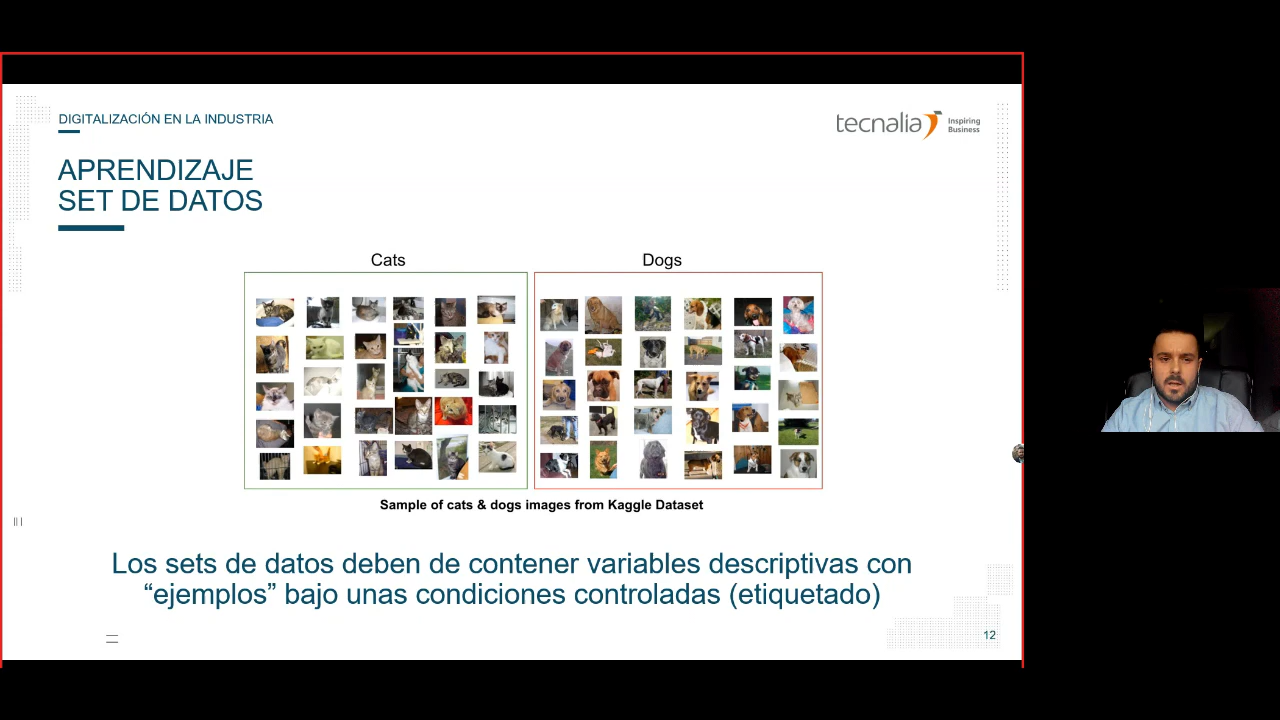 DIGITALIZACIÓN EN LA INDUSTRIA
tecnalia Inspiring
Business
APRENDIZAJE
SET DE DATOS
Cats
Dogs
Sample of cats & dogs images from Kaggle Dataset
Los sets de datos deben de contener variables descriptivas con
“ejemplos” bajo unas condiciones controladas (etiquetado)
12